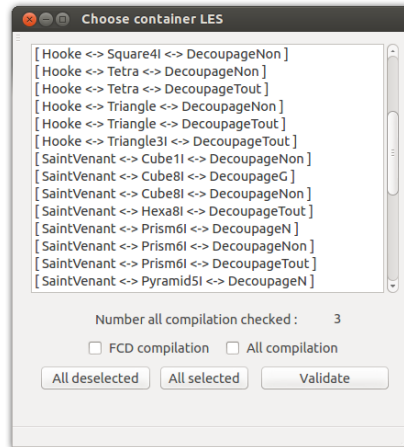 Choose container LES
[ Hooke <-> Square4I <-> DecoupageNon ]
[ Hooke <-> Tetra <-> DecoupageNon ]
[ Hooke <-> Tetra <-> DecoupageTout ]
[ Hooke <-> Triangle <-> DecoupageNon ]
[ Hooke <-> Triangle <-> DecoupageTout ]
[ Hooke <-> Triangle3I <-> DecoupageTout ]
[ SaintVenant <-> Cube1I <-> DecoupageNon ]
[ SaintVenant <-> Cube8I <-> DecoupageG ]
[ SaintVenant <-> Cube8I <-> DecoupageNon ]
[ SaintVenant <-> Hexa8I <-> DecoupageTout ]
[ SaintVenant <-> Prism6I <-> DecoupageN ]
[ SaintVenant <-> Prism6I <-> DecoupageNon ]
[ SaintVenant <-> Prism6I <-> DecoupageTout ]
[ SaintVenant <-> Pyramid5I <-> DecoupageN ]
Number all compilation checked : 3
FCD compilation All compilation
All deselected All selected Validate